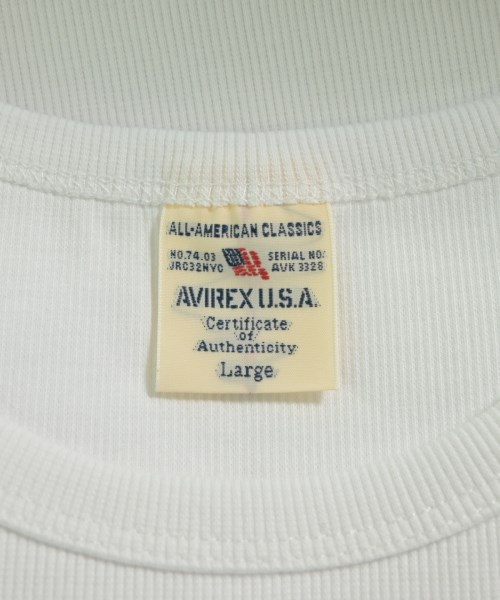 ALL-AMERICAN CLASSICS
NO.74.03 SERIAL NO.
JRC32NYC AVK 3328
AVIREX U.S.A.
Certificate
of
Authenticity
Large